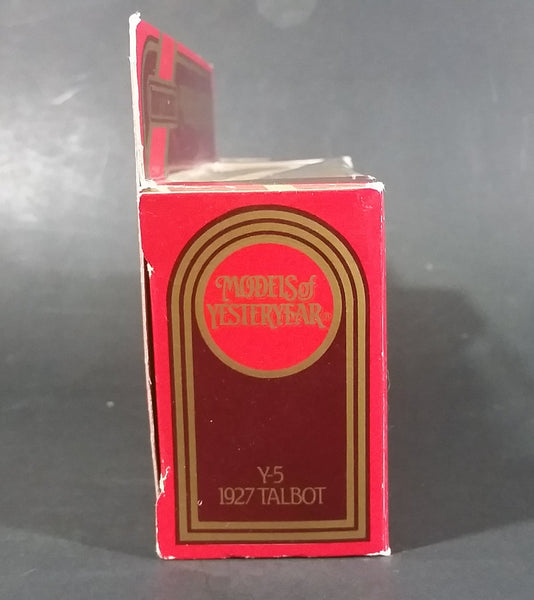 MODELS of
YESTERYEAR®
Y-5
1927 TALBOT